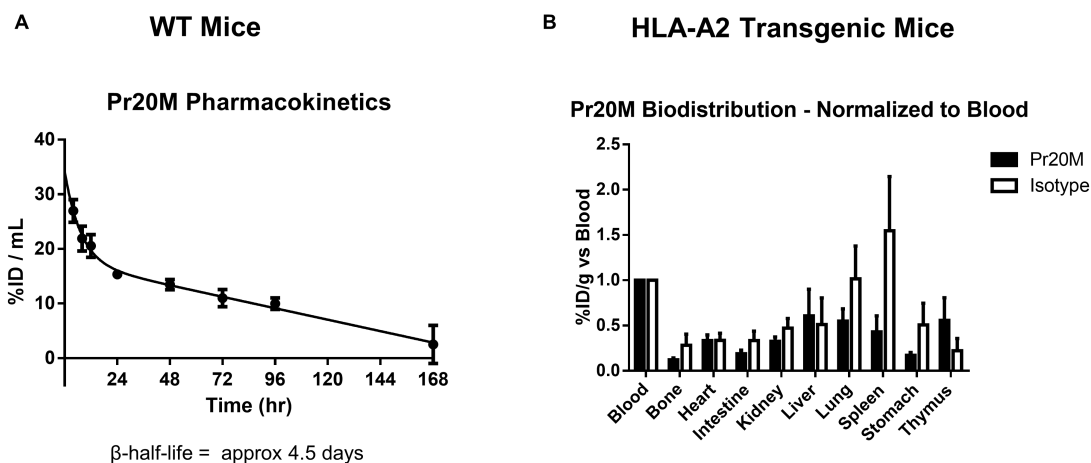 A
WT Mice
Pr20M Pharmacokinetics
%ID / mL
40
30
20
10
0
24
48
72
96
120
144
168
Time (hr)
β-half-life = approx 4.5 days
B
HLA-A2 Transgenic Mice
Pr20M Biodistribution - Normalized to Blood
%ID/g vs Blood
2.5
2.0
1.5
1.0
0.5
0.0
Blood
Bone
Heart
Intestine
Kidney
Liver
Lung
Spleen
Stomach
Thymus
Pr20M
Isotype